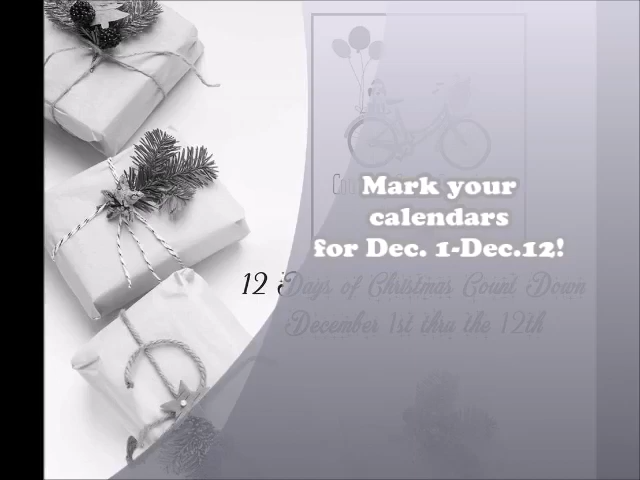 Mark your
calendars
for Dec. 1-Dec.12!
12 Days of Christmas Count Down
December 1st thru the 12th